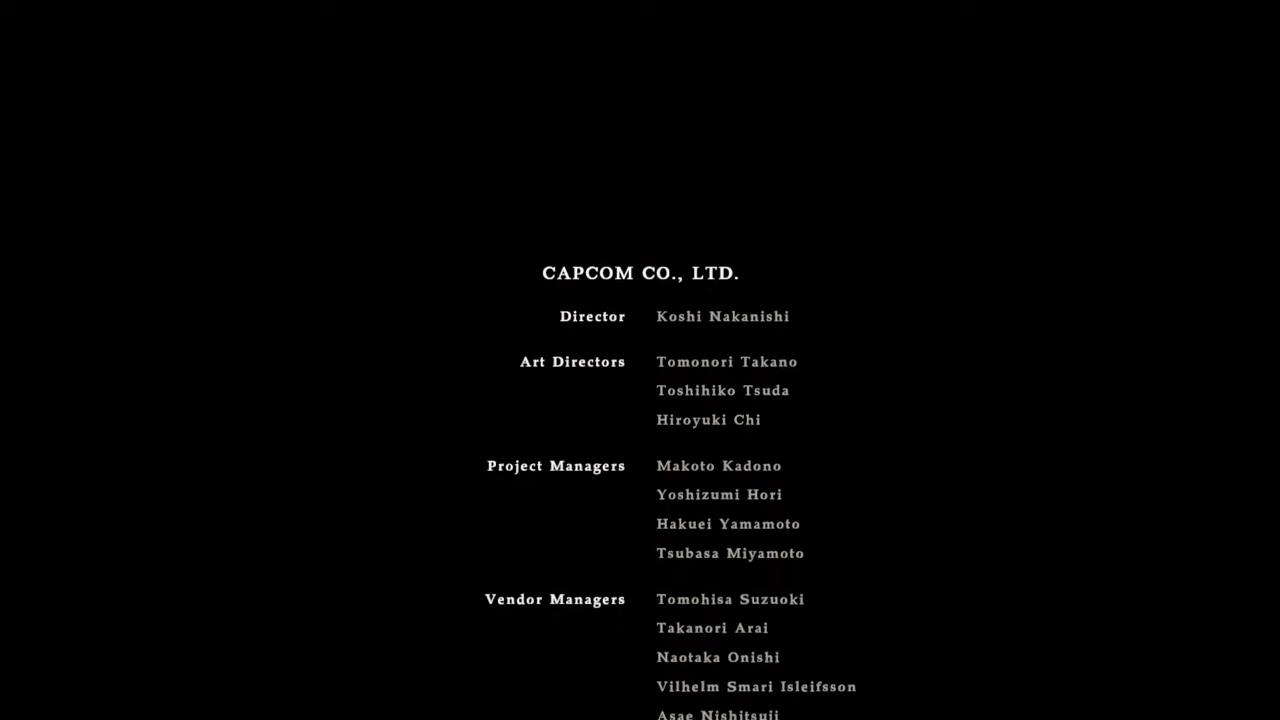 CAPCOM CO., LTD.
Director Koshi Nakanishi
Art Directors Tomonori Takano
Toshihiko Tsuda
Hiroyuki Chi
Project Managers Makoto Kadono
Yoshizumi Hori
Hakuei Yamamoto
Tsubasa Miyamoto
Vendor Managers Tomohisa Suzuoki
Takanori Arai
Naotaka Onishi
Vilhelm Smari Isleifsson
Asae Nishitsuji